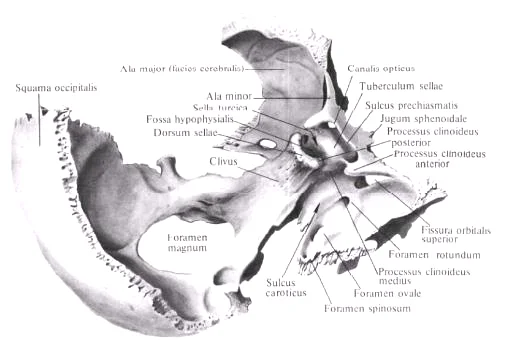 Squama occipitalis
Ala major (facies cerebralis)
Ala minor
Sella turcica
Fossa hypophysialis
Dorsum sellae
Clivus
Foramen
magnum
Canalis opticus
Tuberculum sellae
Sulcus prechiasmatis
Jugum sphenoidale
Processus clinoideus
posterior
Processus clinoideus
anterior
Fissura orbitalis
superior
Foramen rotundum
Processus clinoideus
medius
Foramen ovale
Foramen spinosum
Sulcus
caroticus